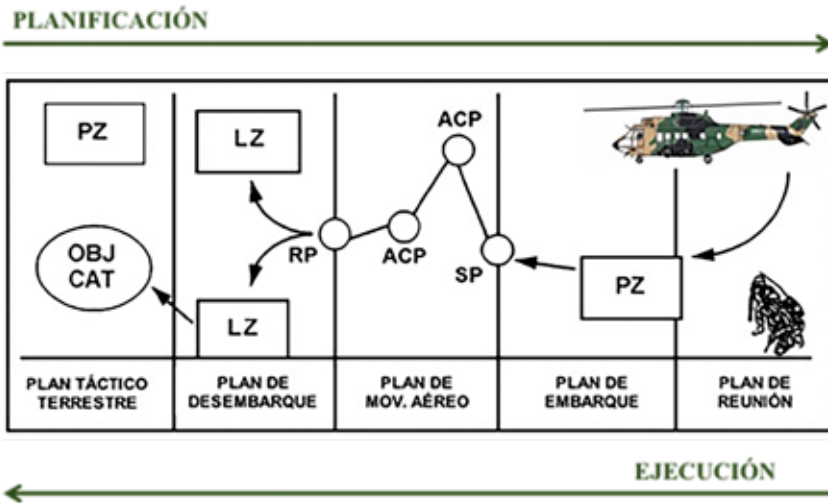 PLANIFICACIÓN
PZ
LZ
ACP
OBJ
CAT
RP
ACP
SP
PZ
LZ
PLAN TÁCTICO
TERRESTRE
PLAN DE
DESEMBARQUE
PLAN DE
MOV. AÉREO
PLAN DE
EMBARQUE
PLAN DE
REUNIÓN
EJECUCIÓN